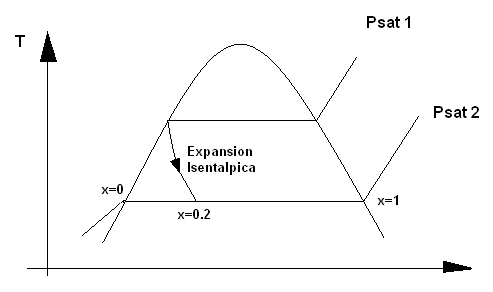 Psat 1
T
Psat 2
Expansion
Isentalpica
x=0
x=1
x=0.2